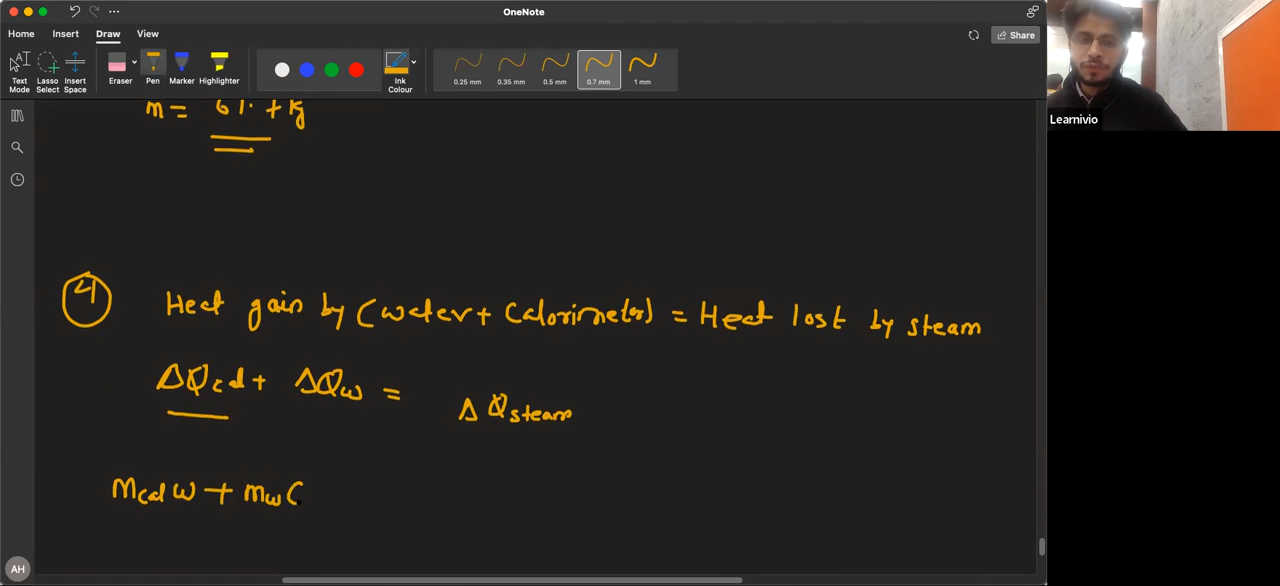 OneNote
Home Insert Draw View
Share
Text Mode
Lasso Select
Insert Space
Eraser
Pen
Marker
Highlighter
Ink Colour
0.25 mm
0.35 mm
0.5 mm
0.7 mm
1 mm
Learnivio
m = kg
4 Heat gain by (water + Calorimeter) = Heat lost by steam
ΔQcal + ΔQw = ΔQsteam
mcal w + mw C
AH